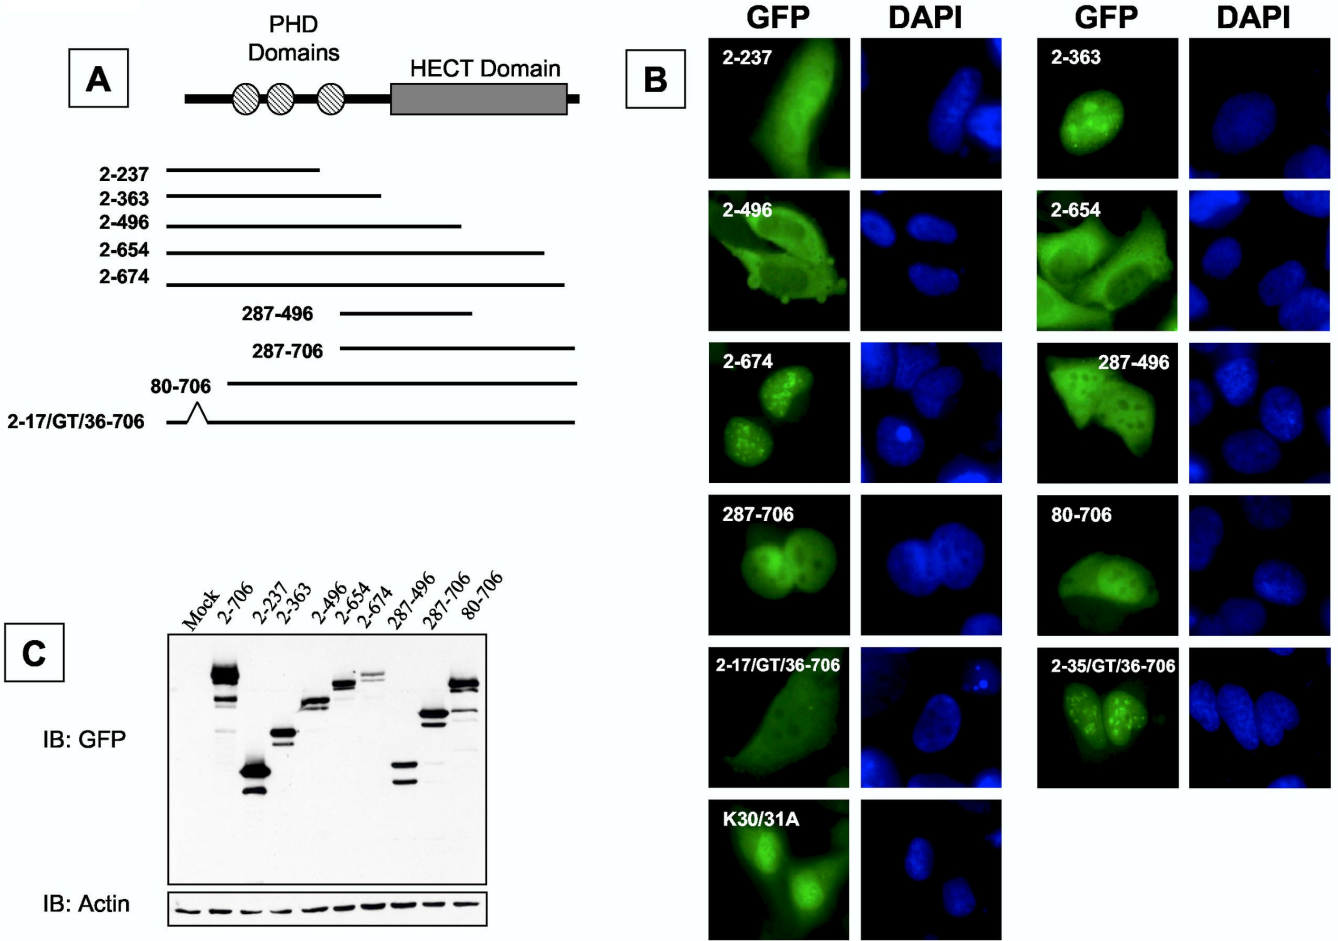 A
PHD
Domains
HECT Domain
2-237
2-363
2-496
2-654
2-674
287-496
287-706
80-706
2-17/GT/36-706
B
GFP DAPI GFP DAPI
2-237 2-363
2-496 2-654
2-674 287-496
287-706 80-706
2-17/GT/36-706 2-35/GT/36-706
K30/31A
C
Mock 2-706 2-237 2-363 2-496 2-654 2-674 287-496 287-706 80-706
IB: GFP
IB: Actin